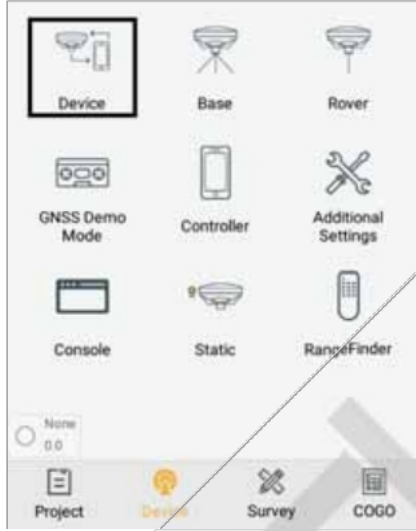 Device Base Rover
GNSS Demo Controller Additional
Mode Settings
Console Static RangeFinder
None
0.0
Project Device Survey COGO